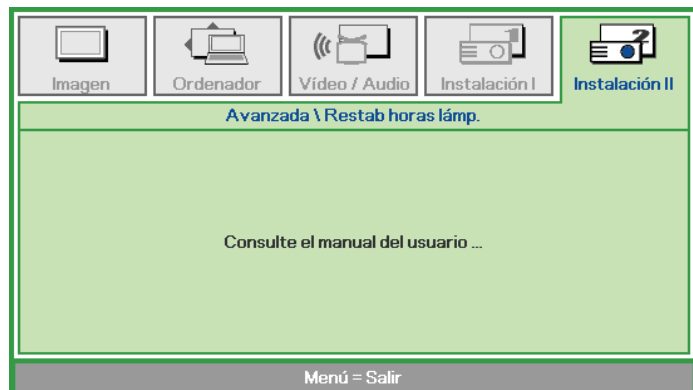 Imagen
Ordenador
Vídeo / Audio
Instalación I
Instalación II
Avanzada \ Restab horas lámp.
Consulte el manual del usuario ...
Menú = Salir